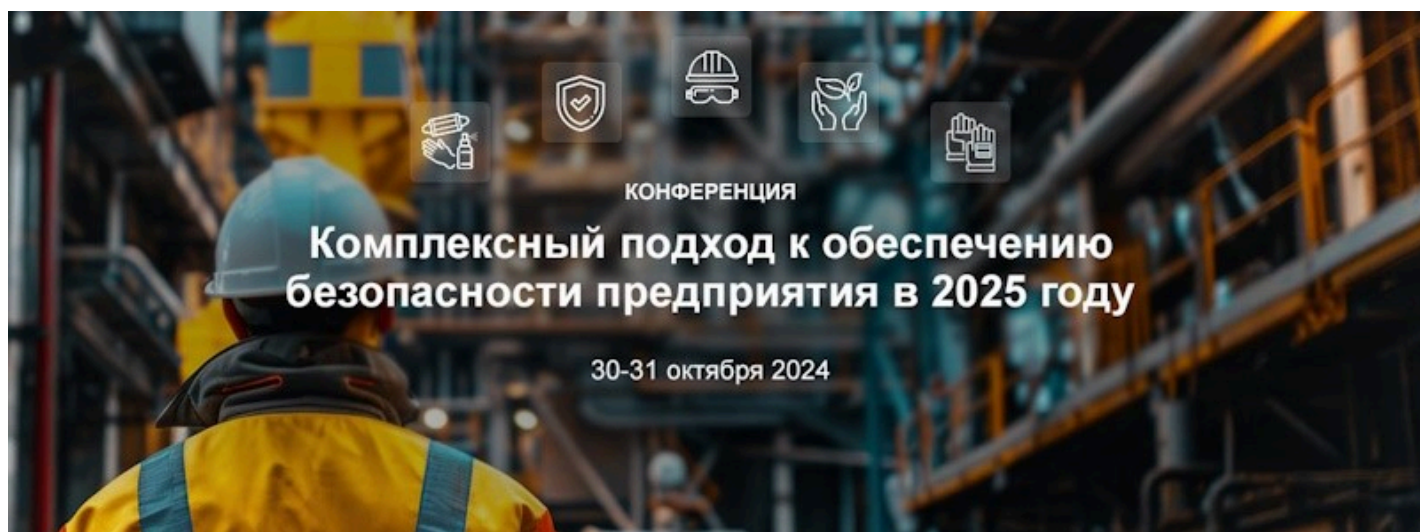 КОНФЕРЕНЦИЯ
Комплексный подход к обеспечению
безопасности предприятия в 2025 году
30-31 октября 2024